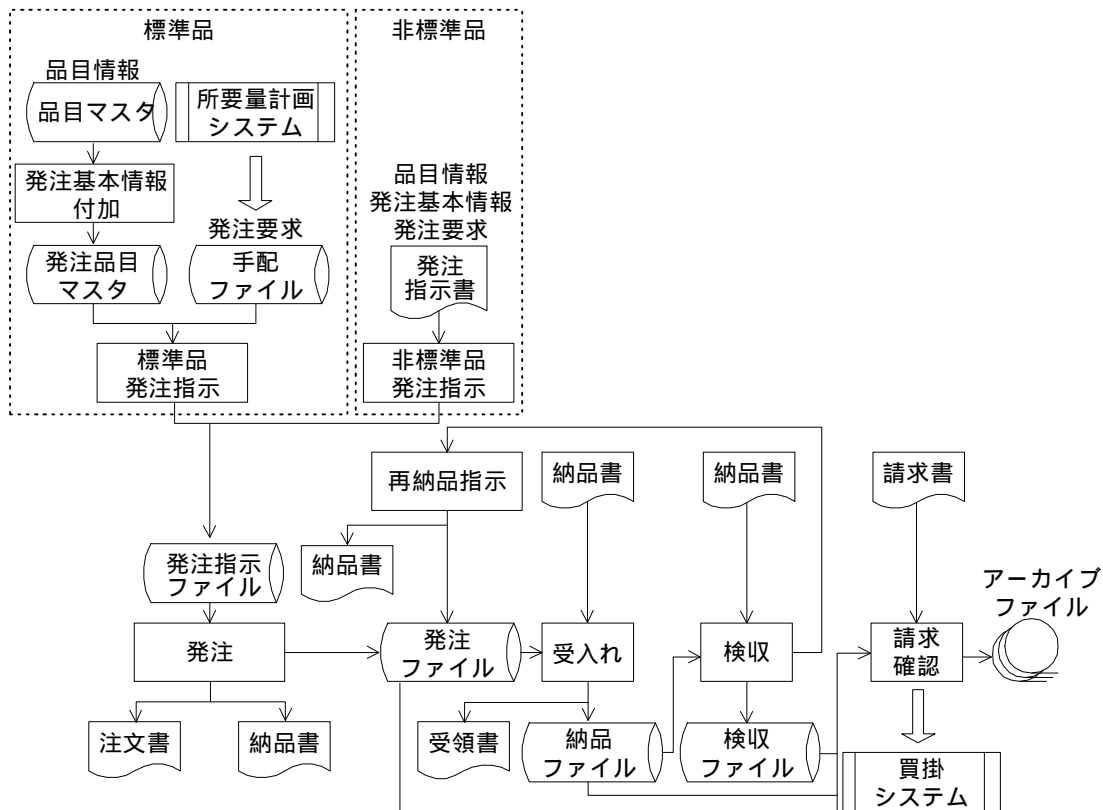 標準品
品目情報
品目マスタ
所要量計画
システム
発注基本情報
付加
発注要求
発注品目
マスタ
手配
ファイル
標準品
発注指示
非標準品
品目情報
発注基本情報
発注要求
発注
指示書
非標準品
発注指示
再納品指示
納品書
納品書
請求書
発注指示
ファイル
納品書
アーカイブ
ファイル
発注
発注
ファイル
受入れ
検収
請求
確認
注文書
納品書
受領書
納品
ファイル
検収
ファイル
買掛
システム